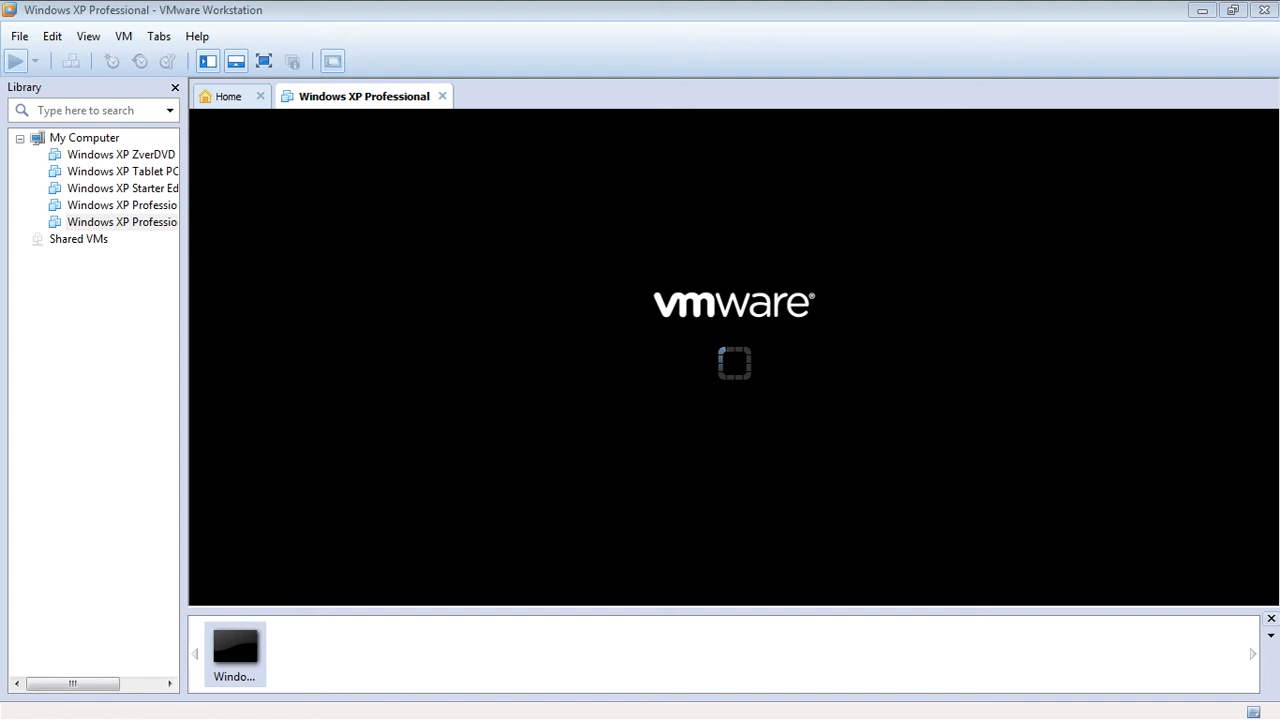 Windows XP Professional - VMware Workstation
File Edit View VM Tabs Help
Library
Type here to search
My Computer
Windows XP ZverDVD
Windows XP Tablet PC
Windows XP Starter Ed
Windows XP Professio
Windows XP Professio
Shared VMs
Home
Windows XP Professional
vmware®
Windo...